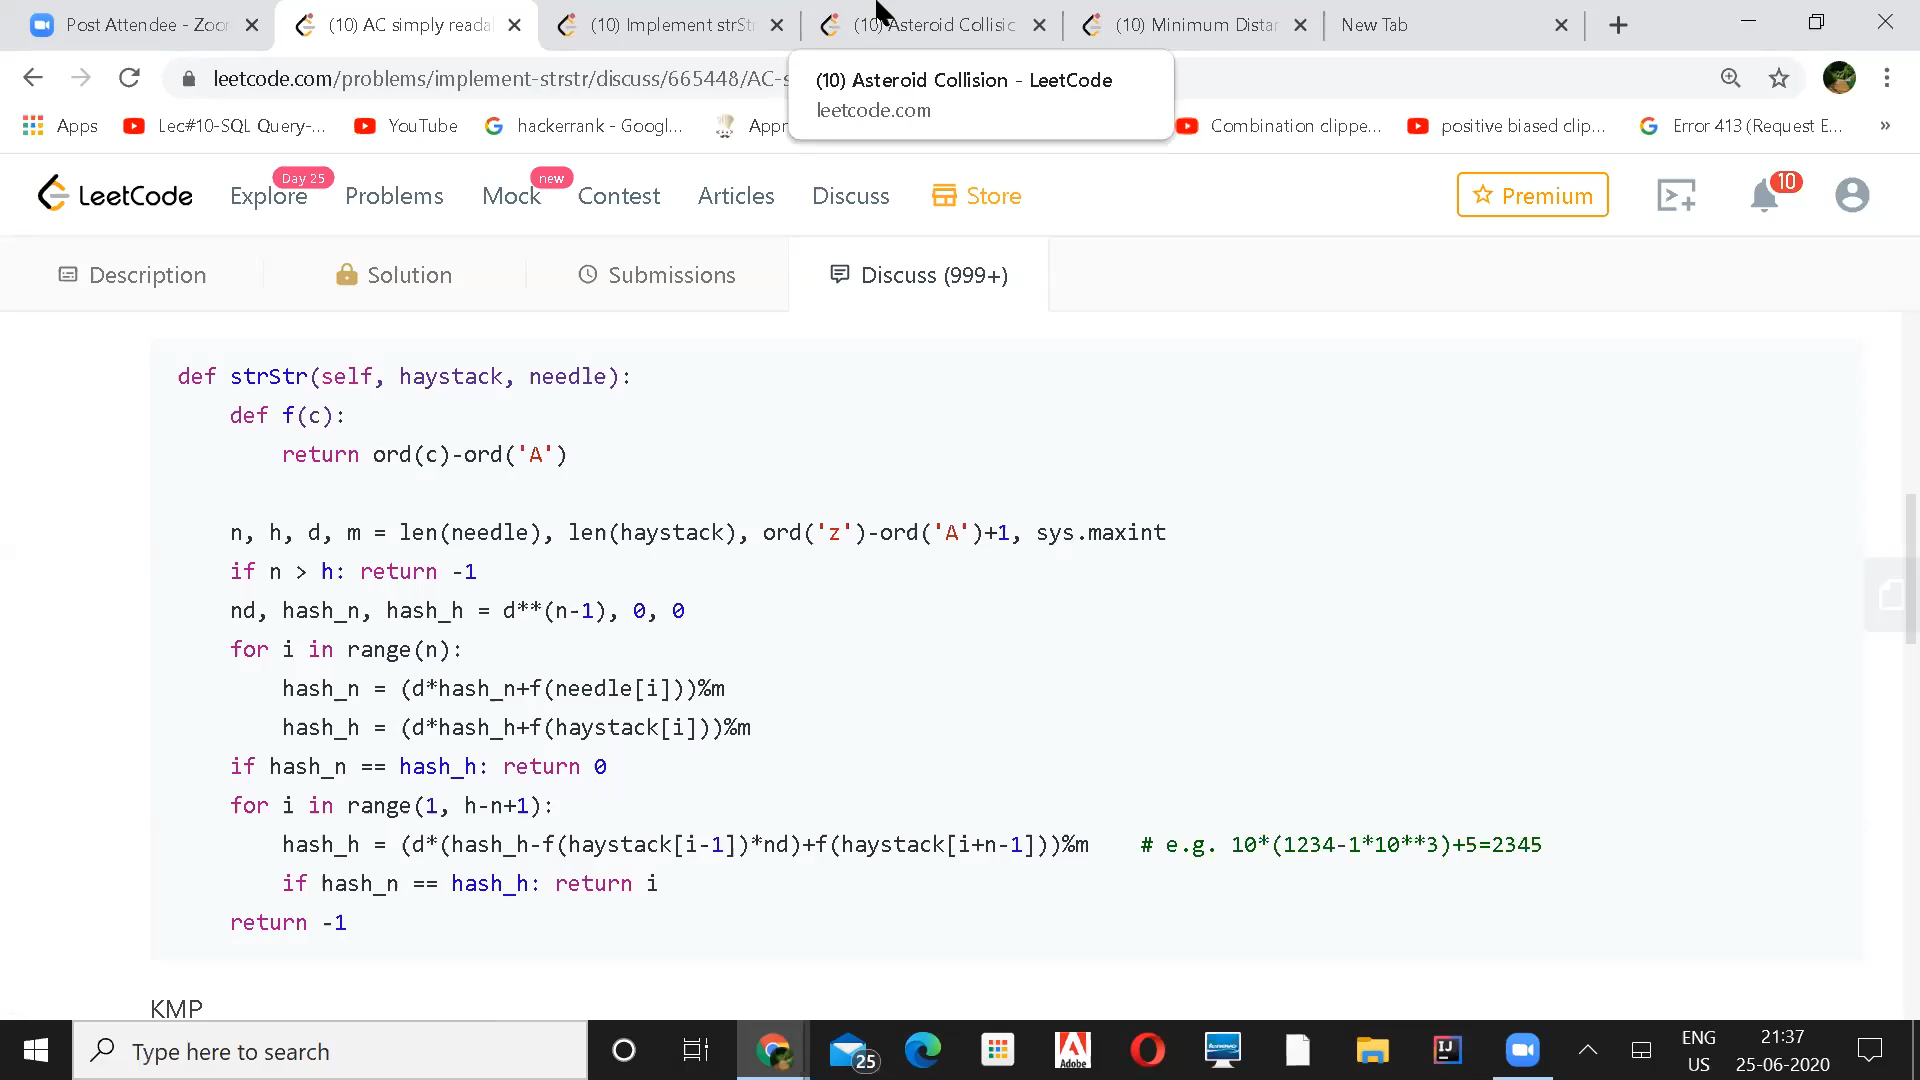 Post Attendee - Zoom
(10) AC simply reada
(10) Implement strStr
(10) Asteroid Collisic
(10) Minimum Distan
New Tab
leetcode.com/problems/implement-strstr/discuss/665448/AC-s
(10) Asteroid Collision - LeetCode
leetcode.com
Apps
Lec#10-SQL Query-...
YouTube
hackerrank - Googl...
Appr
Combination clippe...
positive biased clip...
Error 413 (Request E...
»
LeetCode
Explore
Day 25
Problems
Mock
new
Contest
Articles
Discuss
Store
Premium
10
Description
Solution
Submissions
Discuss (999+)
def strStr(self, haystack, needle):
def f(c):
return ord(c)-ord('A')
n, h, d, m = len(needle), len(haystack), ord('z')-ord('A')+1, sys.maxint
if n > h: return -1
nd, hash_n, hash_h = d**(n-1), 0, 0
for i in range(n):
hash_n = (d*hash_n+f(needle[i]))%m
hash_h = (d*hash_h+f(haystack[i]))%m
if hash_n == hash_h: return 0
for i in range(1, h-n+1):
hash_h = (d*(hash_h-f(haystack[i-1])*nd)+f(haystack[i+n-1]))%m # e.g. 10*(1234-1*10**3)+5=2345
if hash_n == hash_h: return i
return -1
KMP
Type here to search
25
Adobe
lenovo
IJ
ENG
US
21:37
25-06-2020